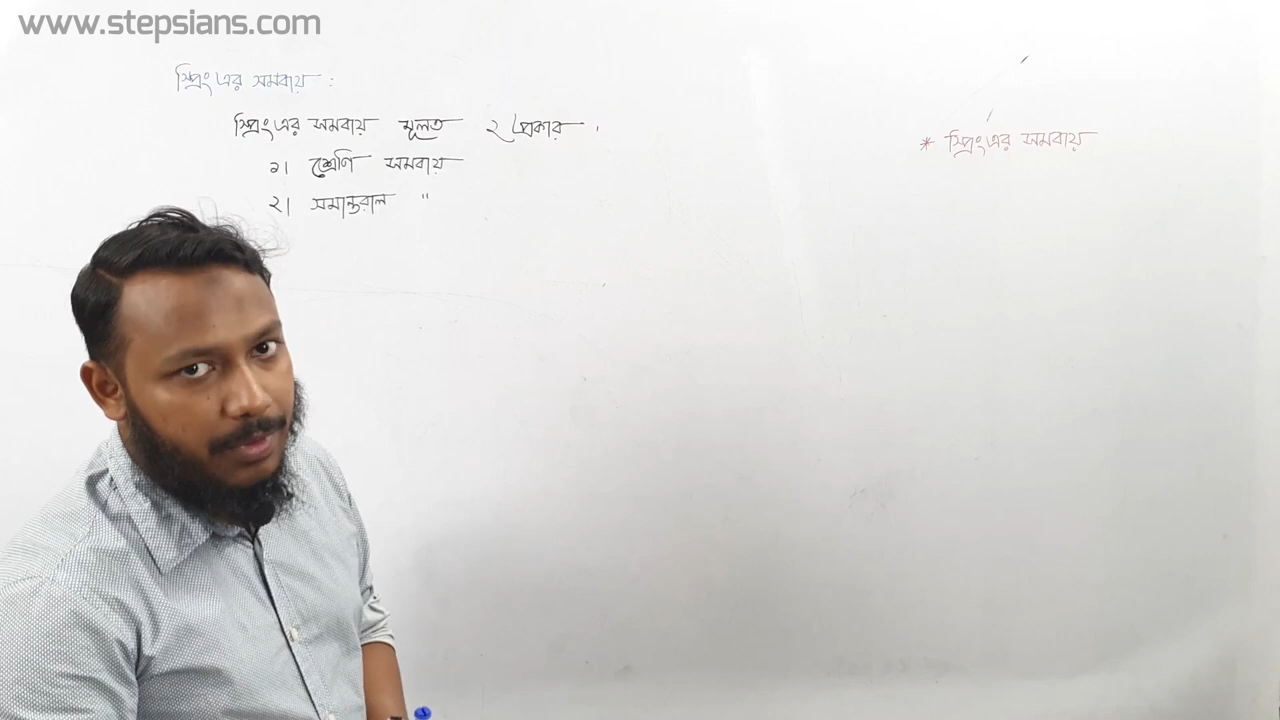 www.stepsians.com
স্প্রিং এর সমবায় :
স্প্রিং এর সমবায় মূলত ২ প্রকার .
১। শ্রেণি সমবায়
২। সমান্তরাল "
* স্প্রিং এর সমবায়